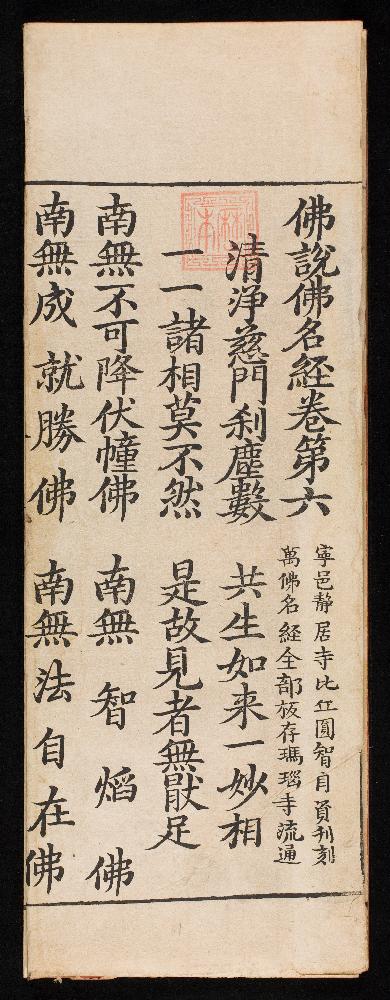 佛說佛名經卷第六
寧邑靜居寺比丘圓智自資刊刻
萬佛名經全部板存瑪瑙寺流通
清淨慈門刹塵數 共生如来一妙相
一一諸相莫不然 是故見者無猒足
南無不可降伏幢佛 南無智焰佛
南無成就勝佛 南無法自在佛